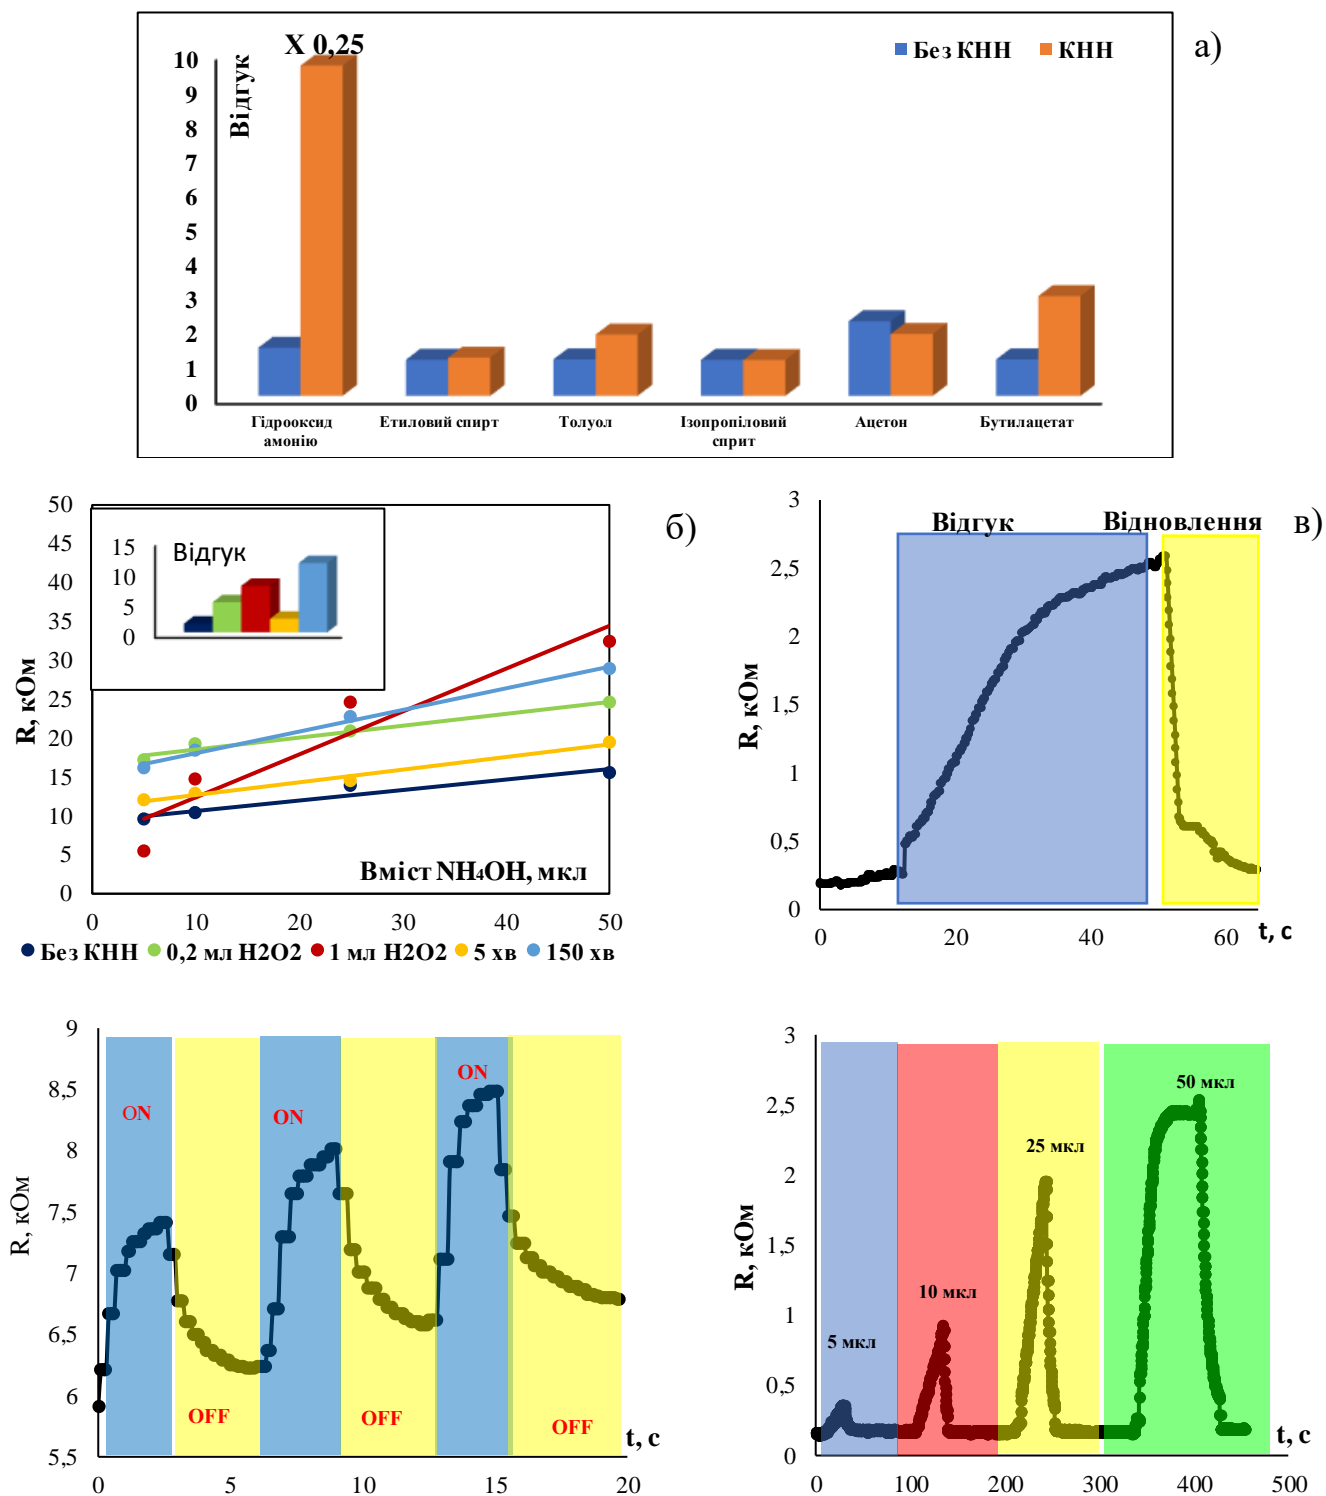 X 0,25
Без КНН КНН
а)
Відгук
10
9
8
7
6
5
4
3
2
1
0
Гідрооксид
амонію
Етиловий спирт
Толуол
Ізопропіловий
сприт
Ацетон
Бутилацетат
б)
R, кОм
50
45
40
35
30
25
20
15
10
5
0
Відгук
15
10
5
0
Вміст NH₄OH, мкл
0 10 20 30 40 50
Без КНН 0,2 мл H2O2 1 мл H2O2 5 хв 150 хв
в)
Відгук Відновлення
R, кОм
3
2,5
2
1,5
1
0,5
0
0 20 40 60
t, с
R, кОм
9
8,5
8
7,5
7
6,5
6
5,5
ON
ON
ON
OFF
OFF
OFF
t, с
0 5 10 15 20
R, кОм
3
2,5
2
1,5
1
0,5
0
5 мкл
10 мкл
25 мкл
50 мкл
t, с
0 100 200 300 400 500